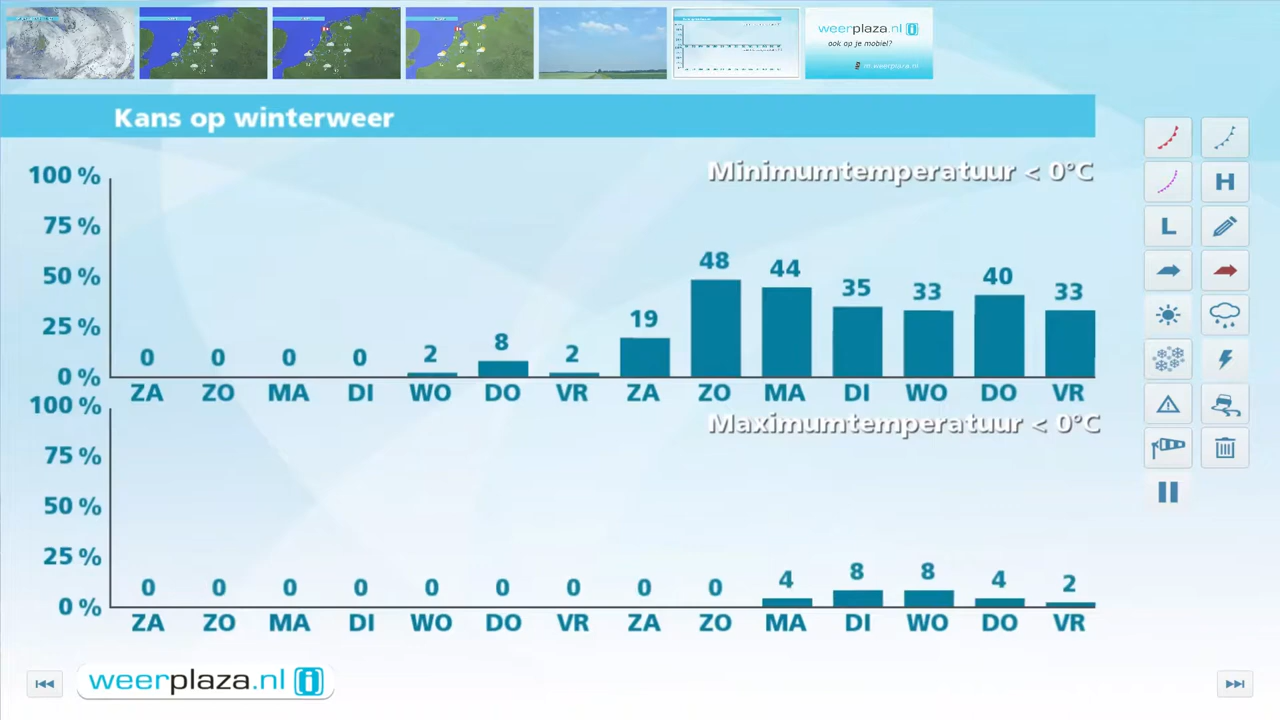 weerplaza.nl i
ook op je mobiel?
m.weerplaza.nl
Kans op winterweer
Minimumtemperatuur < 0°C
100 %
75 %
50 %
25 %
0 %
0 0 0 0 2 8 2 19 48 44 35 33 40 33
ZA ZO MA DI WO DO VR ZA ZO MA DI WO DO VR
Maximumtemperatuur < 0°C
100 %
75 %
50 %
25 %
0 %
0 0 0 0 0 0 0 0 0 4 8 8 4 2
ZA ZO MA DI WO DO VR ZA ZO MA DI WO DO VR
H
L
weerplaza.nl i